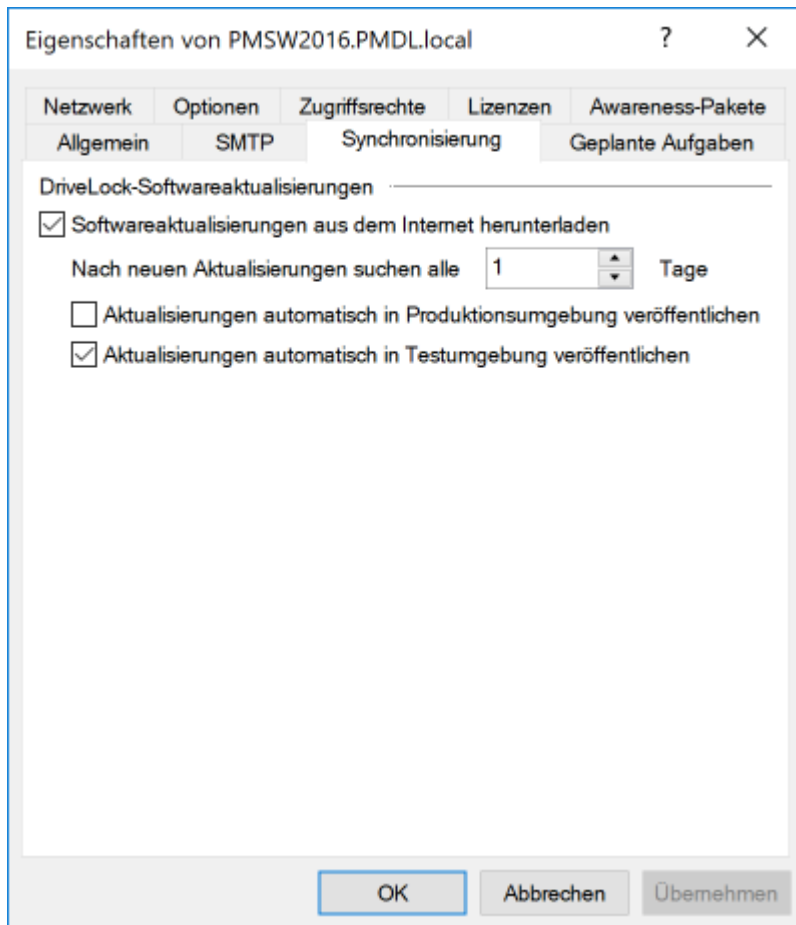 Eigenschaften von PMSW2016.PMDL.local
Netzwerk Optionen Zugriffsrechte Lizenzen Awareness-Pakete
Allgemein SMTP Synchronisierung Geplante Aufgaben
DriveLock-Softwareaktualisierungen
Softwareaktualisierungen aus dem Internet herunterladen
Nach neuen Aktualisierungen suchen alle 1 Tage
Aktualisierungen automatisch in Produktionsumgebung veröffentlichen
Aktualisierungen automatisch in Testumgebung veröffentlichen
OK Abbrechen Übernehmen